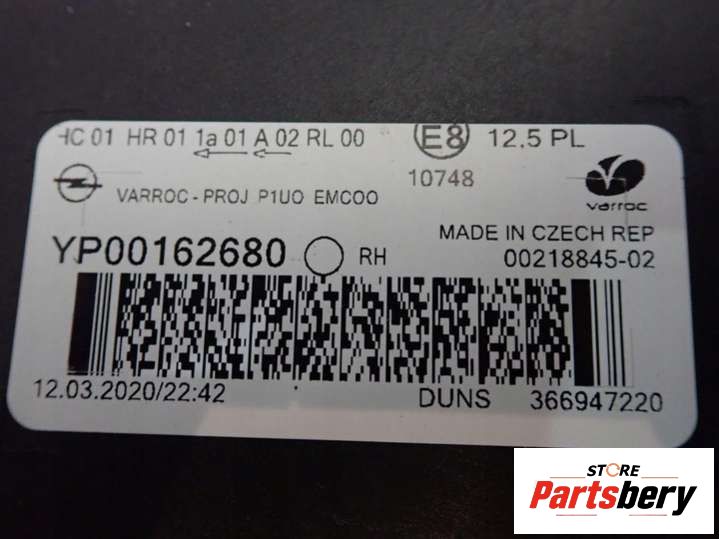 HC 01 HR 01 1a 01 A 02 RL 00
E8
12.5 PL
10748
VARROC - PROJ P1UO EMCOO
varroc
MADE IN CZECH REP
YP00162680
RH
00218845-02
12.03.2020/22:42
DUNS 366947220
STORE
Partsbery